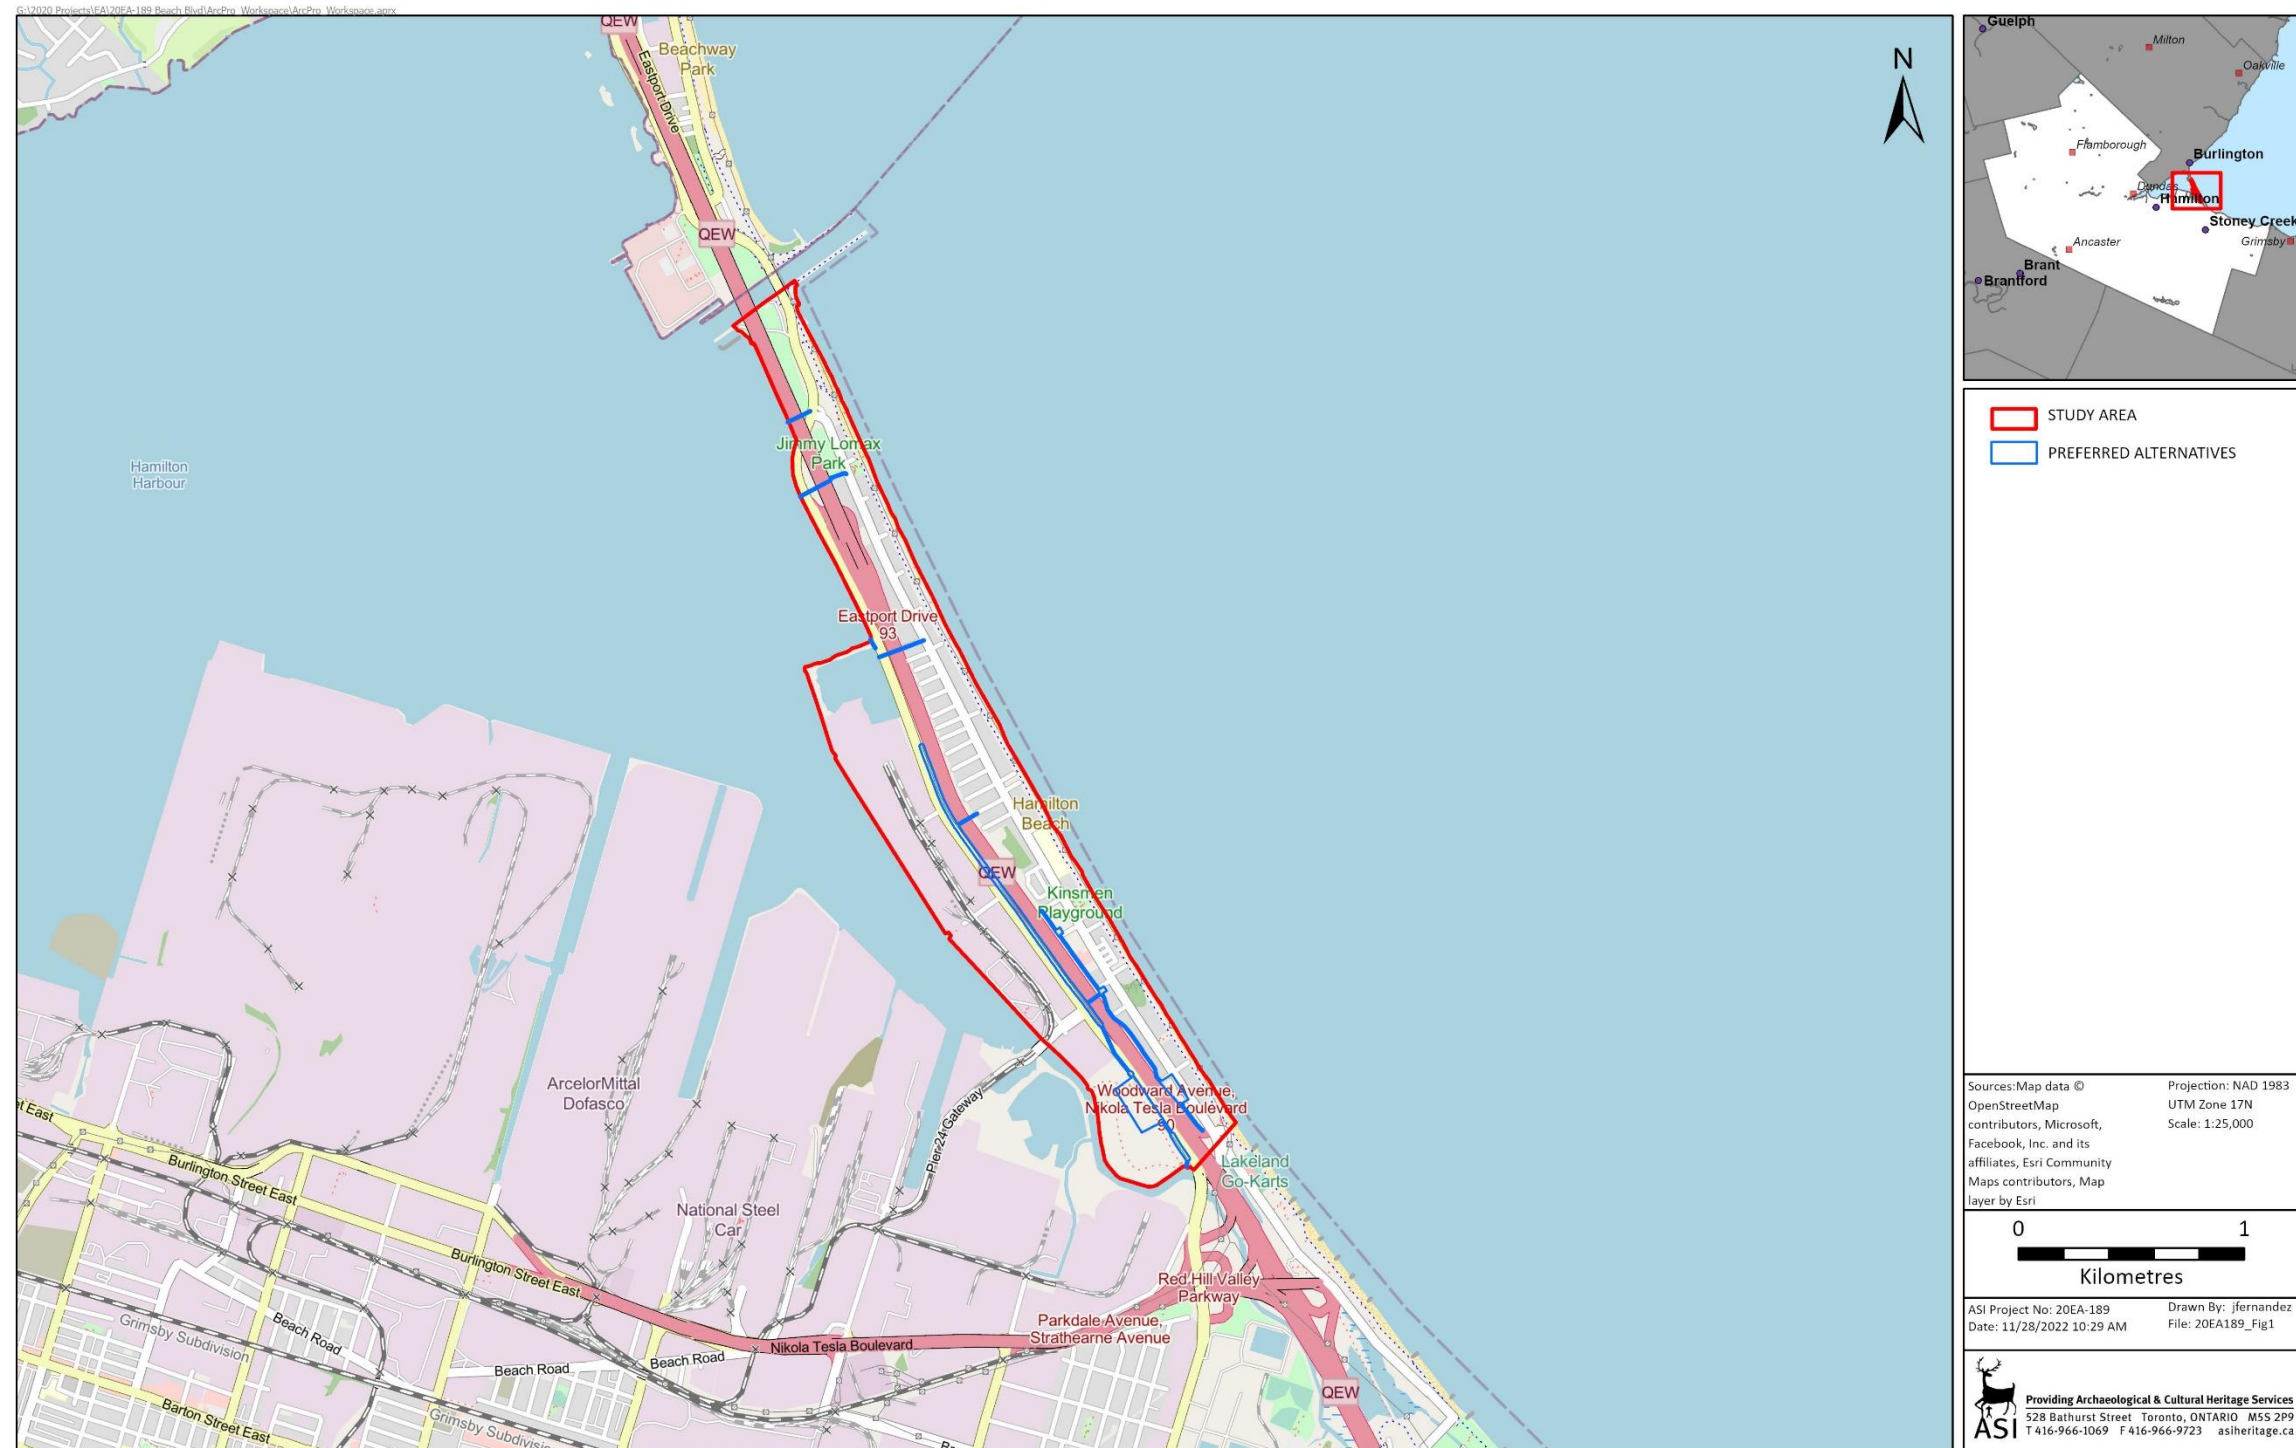 G:\2020 Projects\EA\20EA-189 Beach Blvd\ArcPro_Workspace\ArcPro_Workspace.aprx
QEW
Beachway
Park
Eastport Drive
N
QEW
Hamilton
Harbour
Jimmy Lomax
Park
Eastport Drive
93
Hamilton
Beach
QEW
Kinsmen
Playground
ArcelorMittal
Dofasco
Woodward Avenue,
Nikola Tesla Boulevard
90
Pier 24 Gateway
Lakeland
Go-Karts
et East
Burlington Street East
National Steel
Car
Burlington Street East
Red Hill Valley
Parkway
Parkdale Avenue,
Strathearne Avenue
Grimsby Subdivision
Beach Road
Nikola Tesla Boulevard
Beach Road
Beach Road
QEW
Barton Street East
Grimsby Subdivisi
Ba
Guelph
Milton
Oakville
Flamborough
Burlington
Dundas
Hamilton
Stoney Creek
Ancaster
Grimsby
Brant
Brantford
STUDY AREA
PREFERRED ALTERNATIVES
Sources:Map data ©
OpenStreetMap
contributors, Microsoft,
Facebook, Inc. and its
affiliates, Esri Community
Maps contributors, Map
layer by Esri
Projection: NAD 1983
UTM Zone 17N
Scale: 1:25,000
0 1
Kilometres
ASI Project No: 20EA-189
Date: 11/28/2022 10:29 AM
Drawn By: jfernandez
File: 20EA189_Fig1
ASI
Providing Archaeological & Cultural Heritage Services
528 Bathurst Street Toronto, ONTARIO M5S 2P9
T 416-966-1069 F 416-966-9723 asiheritage.ca